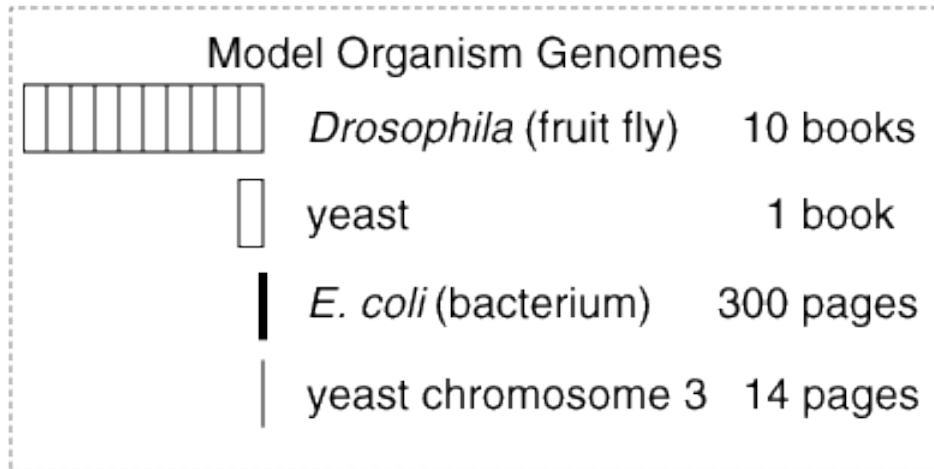 Model Organism Genomes
Drosophila (fruit fly) 10 books
yeast 1 book
E. coli (bacterium) 300 pages
yeast chromosome 3 14 pages